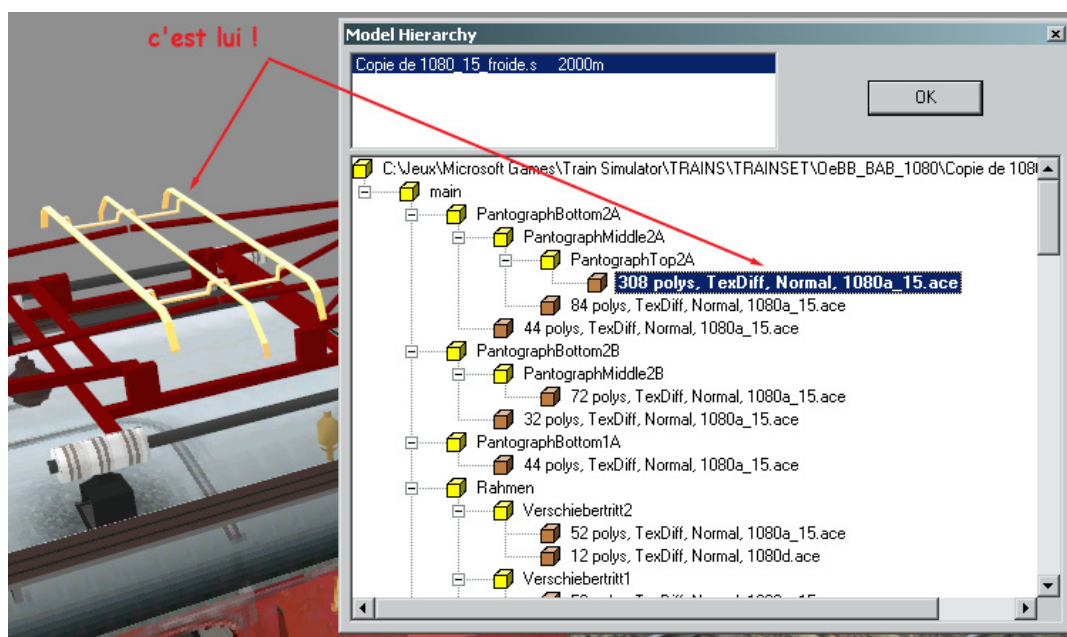 c'est lui !
Model Hierarchy
Copie de 1080_15_froide.s 2000m
OK
C:\Jeux\Microsoft Games\Train Simulator\TRAINS\TRAINSET\OeBB_BAB_1080\Copie de 108
main
PantographBottom2A
PantographMiddle2A
PantographTop2A
308 polys, TexDiff, Normal, 1080a_15.ace
84 polys, TexDiff, Normal, 1080a_15.ace
44 polys, TexDiff, Normal, 1080a_15.ace
PantographBottom2B
PantographMiddle2B
72 polys, TexDiff, Normal, 1080a_15.ace
32 polys, TexDiff, Normal, 1080a_15.ace
PantographBottom1A
44 polys, TexDiff, Normal, 1080a_15.ace
Rahmen
Verschiebertritt2
52 polys, TexDiff, Normal, 1080a_15.ace
12 polys, TexDiff, Normal, 1080d.ace
Verschiebertritt1